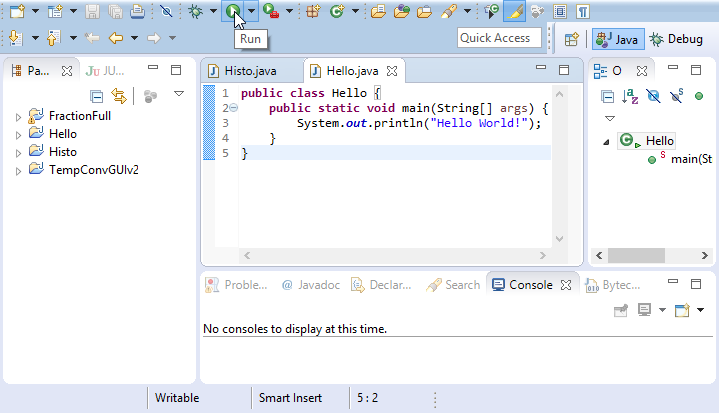 Run
Quick Access
Java
Debug
Pa...
JU...
FractionFull
Hello
Histo
TempConvGUIv2
Histo.java
Hello.java
1 public class Hello {
2 public static void main(String[] args) {
3 System.out.println("Hello World!");
4 }
5 }
O
Hello
main(St
Proble...
@ Javadoc
Declar...
Search
Console
Bytec...
No consoles to display at this time.
Writable
Smart Insert
5 : 2